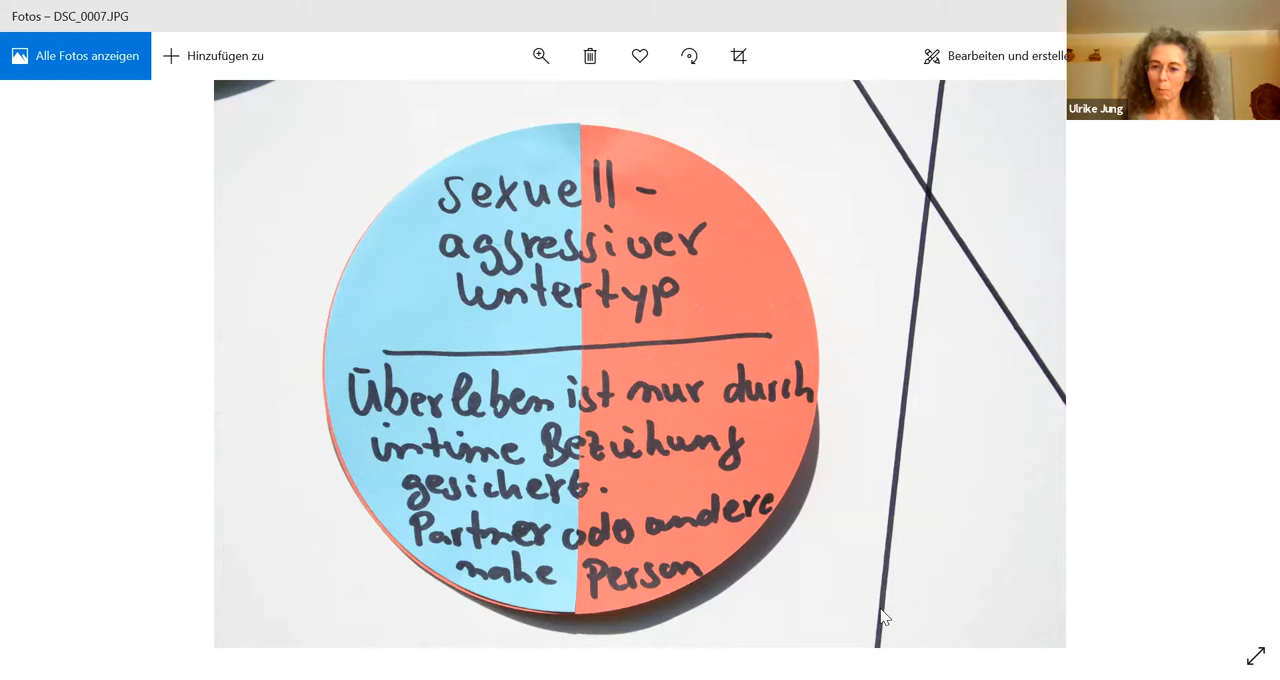 Fotos – DSC_0007.JPG
Alle Fotos anzeigen
Hinzufügen zu
Bearbeiten und erstelle
Ulrike Jung
sexuell-
aggressiver
Untertyp
Überleben ist nur durch
intime Beziehung
gesichert.
Partner odo andere
nahe Person